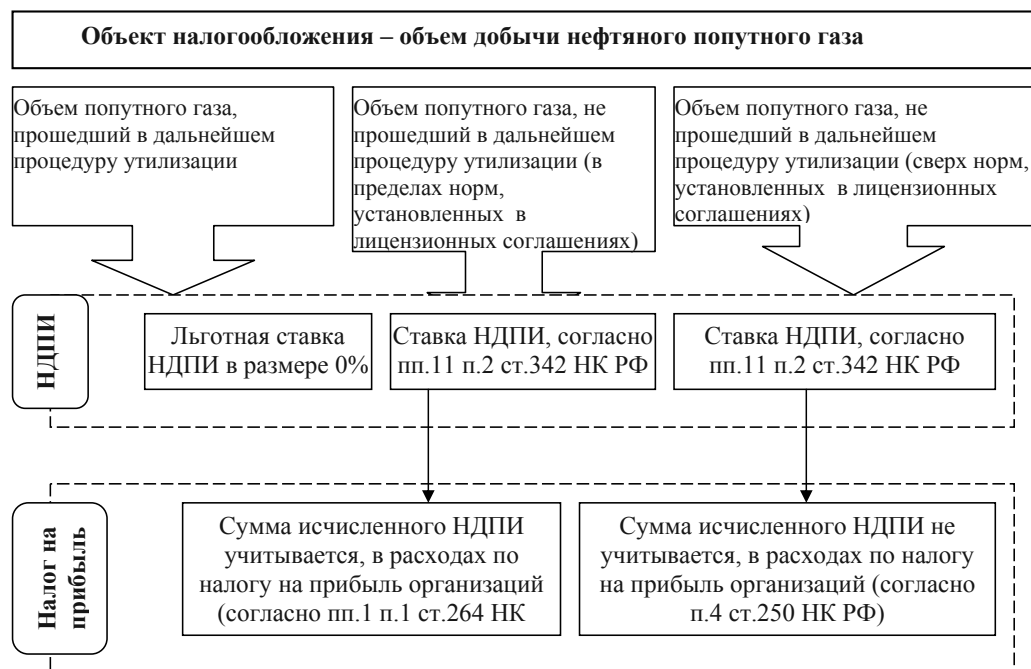 Объект налогообложения – объем добычи нефтяного попутного газа
Объем попутного газа,
прошедший в дальнейшем
процедуру утилизации
Объем попутного газа, не
прошедший в дальнейшем
процедуру утилизации (в
пределах норм,
установленных в
лицензионных соглашениях)
Объем попутного газа, не
прошедший в дальнейшем
процедуру утилизации (сверх норм,
установленных в лицензионных
соглашениях)
НДПИ
Льготная ставка
НДПИ в размере 0%
Ставка НДПИ, согласно
пп.11 п.2 ст.342 НК РФ
Ставка НДПИ, согласно
пп.11 п.2 ст.342 НК РФ
Налог на
прибыль
Сумма исчисленного НДПИ
учитывается, в расходах по
налогу на прибыль организаций
(согласно пп.1 п.1 ст.264 НК
Сумма исчисленного НДПИ не
учитывается, в расходах по налогу
на прибыль организаций (согласно
п.4 ст.250 НК РФ)